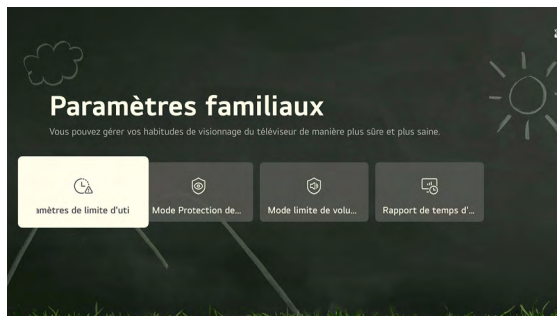 Paramètres familiaux
Vous pouvez gérer vos habitudes de visionnage du téléviseur de manière plus sûre et plus saine.
amètres de limite d'uti
Mode Protection de...
Mode limite de volu...
Rapport de temps d'...